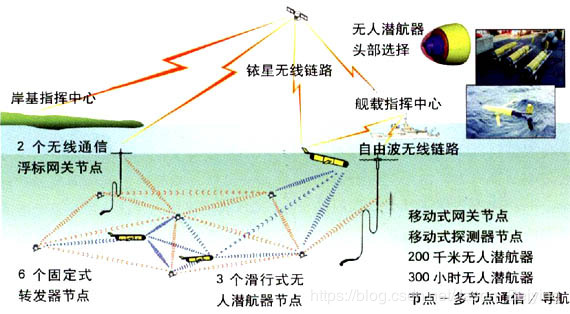 无人潜航器
头部选择
铱星无线链路
岸基指挥中心
舰载指挥中心
2 个无线通信
浮标网关节点
自由波无线链路
移动式网关节点
移动式探测器节点
200 千米无人潜航器
300 小时无人潜航器
节点 - 多节点通信 / 导航
6 个固定式
转发器节点
3 个滑行式无
人潜航器节点